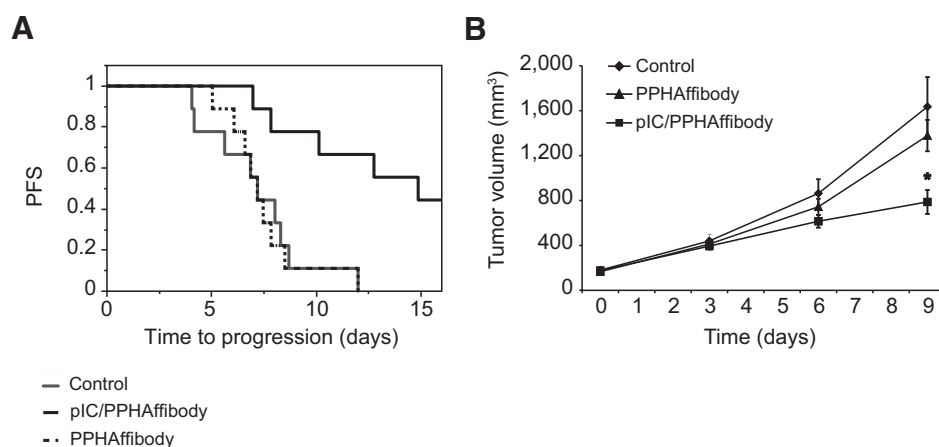 A
PFS
1
0.8
0.6
0.4
0.2
0
0
5
10
15
Time to progression (days)
Control
pIC/PPHAffibody
PPHAffibody
B
Tumor volume (mm³)
2,000
1,600
1,200
800
400
0
Control
PPHAffibody
pIC/PPHAffibody
*
0 1 2 3 4 5 6 7 8 9
Time (days)